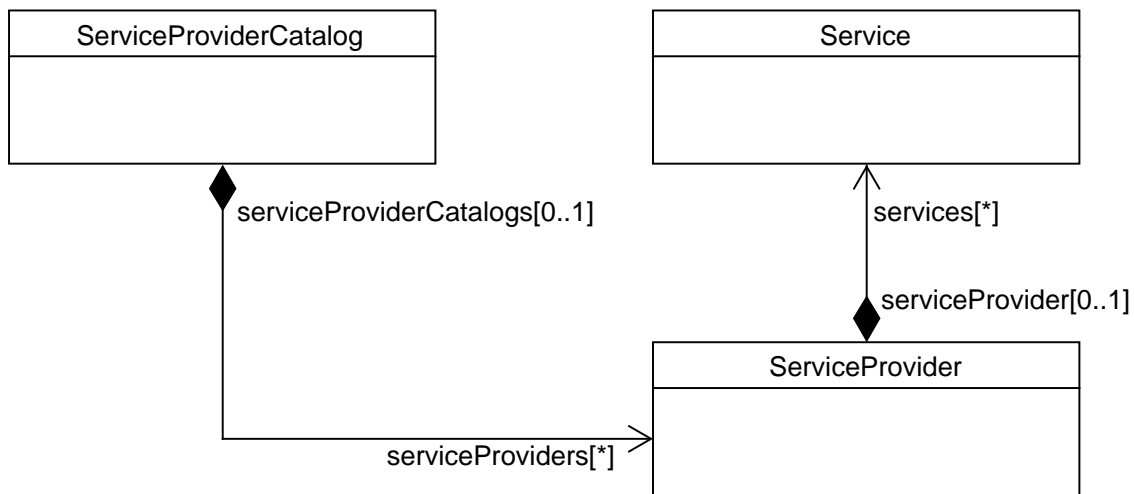 ServiceProviderCatalog
Service
serviceProviderCatalogs[0..1]
services[*]
serviceProvider[0..1]
ServiceProvider
serviceProviders[*]